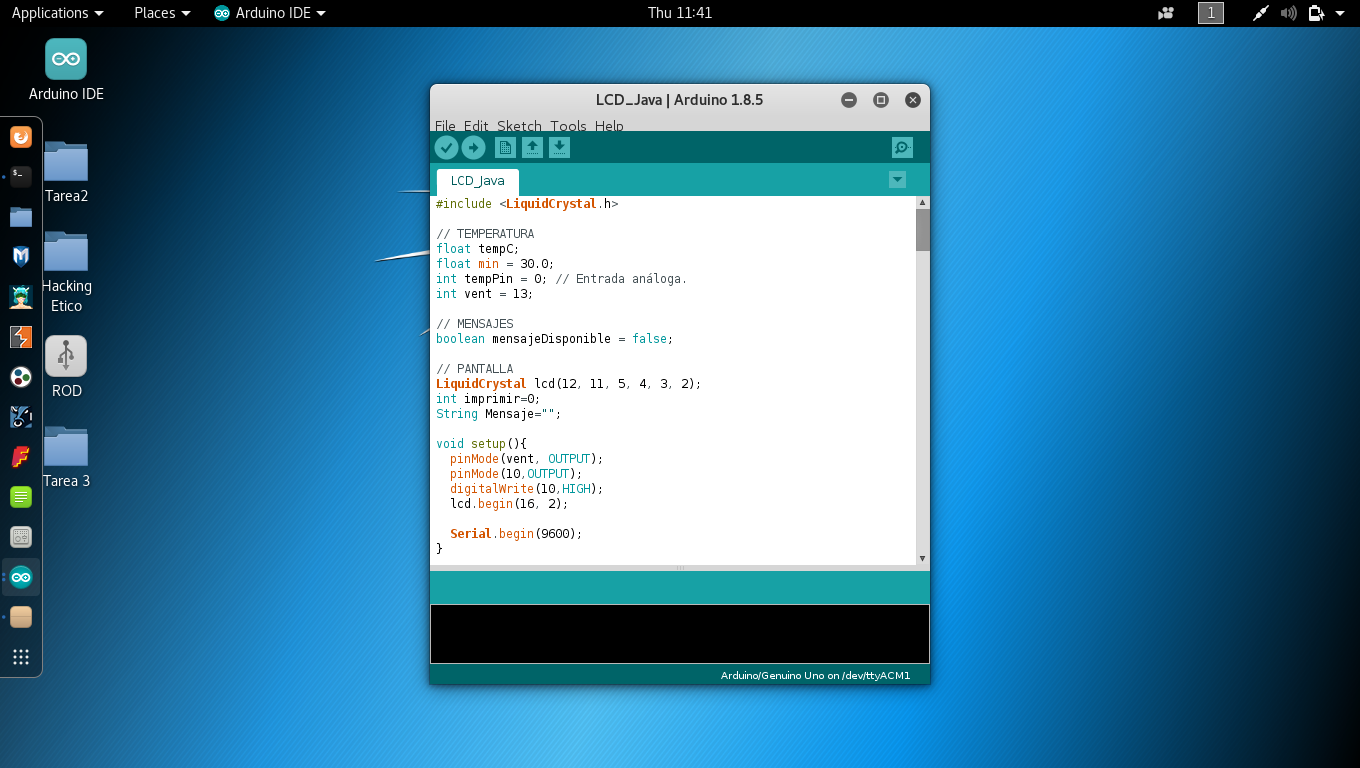 Applications Places Arduino IDE Thu 11:41 1
Arduino IDE
Tarea2
Hacking
Etico
ROD
Tarea 3
LCD_Java | Arduino 1.8.5
File Edit Sketch Tools Help
LCD_Java
#include <LiquidCrystal.h>
// TEMPERATURA
float tempC;
float min = 30.0;
int tempPin = 0; // Entrada análoga.
int vent = 13;
// MENSAJES
boolean mensajeDisponible = false;
// PANTALLA
LiquidCrystal lcd(12, 11, 5, 4, 3, 2);
int imprimir=0;
String Mensaje="";
void setup(){
pinMode(vent, OUTPUT);
pinMode(10,OUTPUT);
digitalWrite(10,HIGH);
lcd.begin(16, 2);
Serial.begin(9600);
}
Arduino/Genuino Uno on /dev/ttyACM1